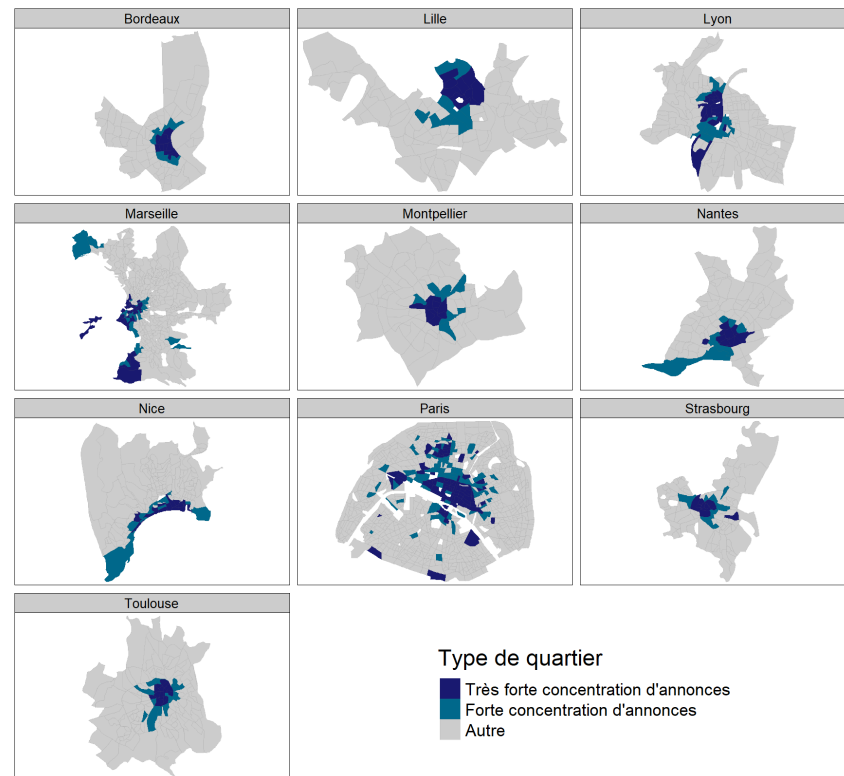 Bordeaux
Lille
Lyon
Marseille
Montpellier
Nantes
Nice
Paris
Strasbourg
Toulouse
Type de quartier
Très forte concentration d'annonces
Forte concentration d'annonces
Autre